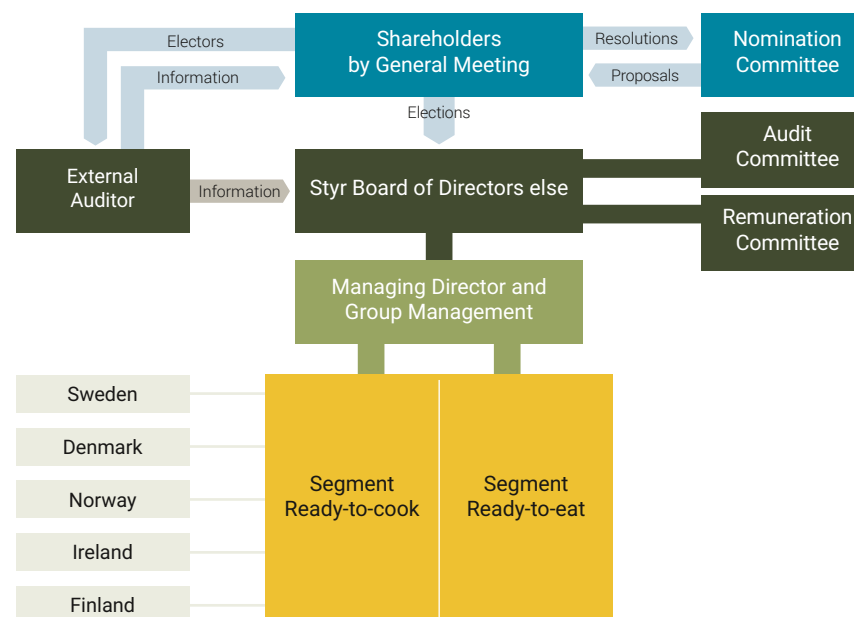 Electors
Shareholders
by General Meeting
Resolutions
Nomination
Committee
Information
Proposals
Elections
Audit
Committee
External
Auditor
Information
Styr Board of Directors else
Remuneration
Committee
Managing Director and
Group Management
Sweden
Denmark
Norway
Ireland
Finland
Segment
Ready-to-cook
Segment
Ready-to-eat